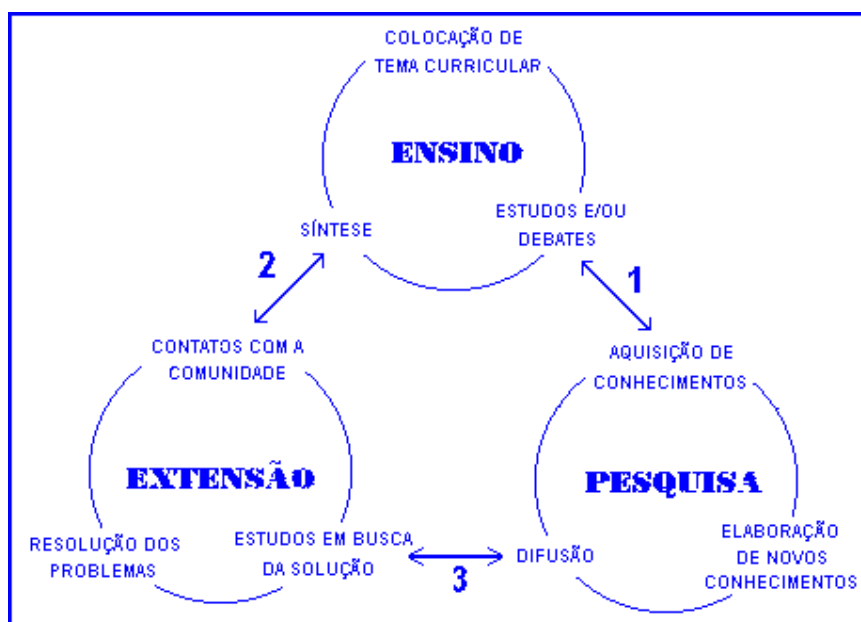 COLOCAÇÃO DE
TEMA CURRICULAR
ENSINO
ESTUDOS E/OU
DEBATES
SÍNTESE
2
1
CONTATOS COM A
COMUNIDADE
AQUISIÇÃO DE
CONHECIMENTOS
EXTENSÃO
PESQUISA
RESOLUÇÃO DOS
PROBLEMAS
ESTUDOS EM BUSCA
DA SOLUÇÃO
3
DIFUSÃO
ELABORAÇÃO
DE NOVOS
CONHECIMENTOS